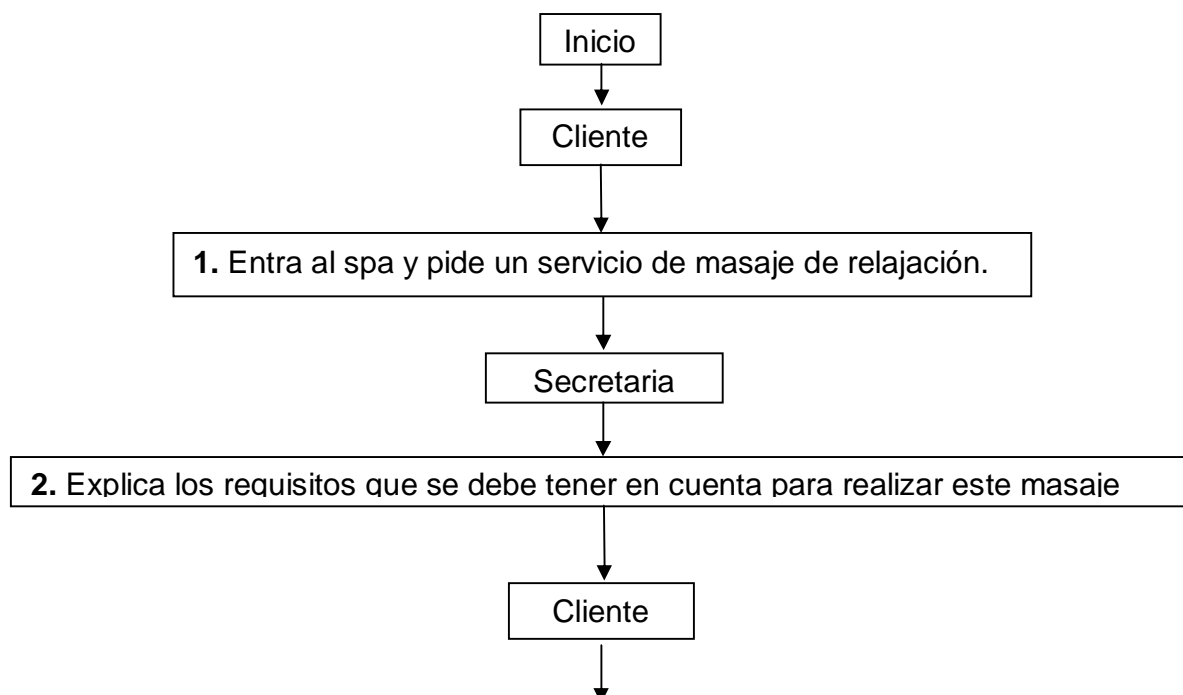 Inicio
Cliente
1. Entra al spa y pide un servicio de masaje de relajación.
Secretaria
2. Explica los requisitos que se debe tener en cuenta para realizar este masaje
Cliente